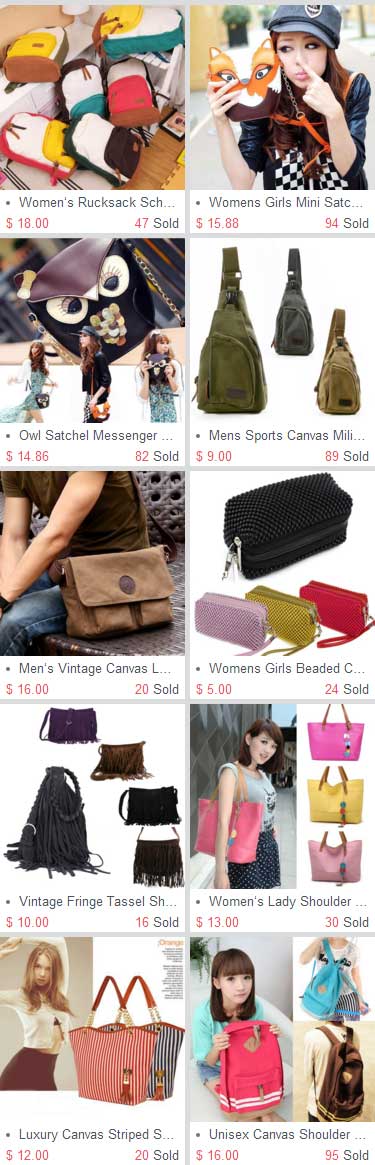 Women's Rucksack Sch...
$ 18.00 47 Sold
Womens Girls Mini Satc...
$ 15.88 94 Sold
Owl Satchel Messenger ...
$ 14.86 82 Sold
Mens Sports Canvas Mili...
$ 9.00 89 Sold
Men's Vintage Canvas L...
$ 16.00 20 Sold
Womens Girls Beaded C...
$ 5.00 24 Sold
Vintage Fringe Tassel Sh...
$ 10.00 16 Sold
Women's Lady Shoulder ...
$ 13.00 30 Sold
;Orange
Luxury Canvas Striped S...
$ 12.00 20 Sold
Unisex Canvas Shoulder ...
$ 16.00 95 Sold